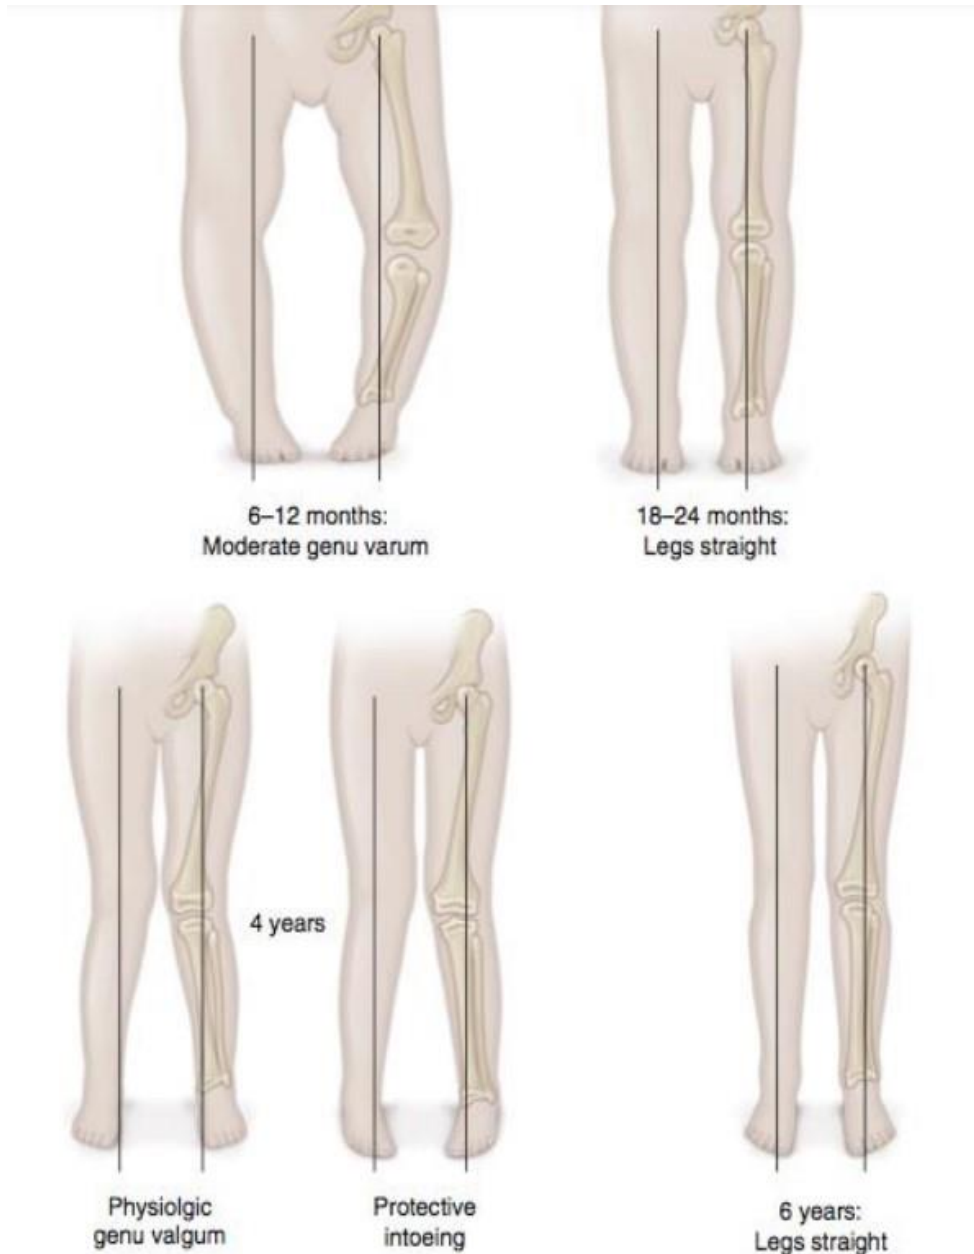 6–12 months:
Moderate genu varum
18–24 months:
Legs straight
4 years
Physiolgic
genu valgum
Protective
intoeing
6 years:
Legs straight